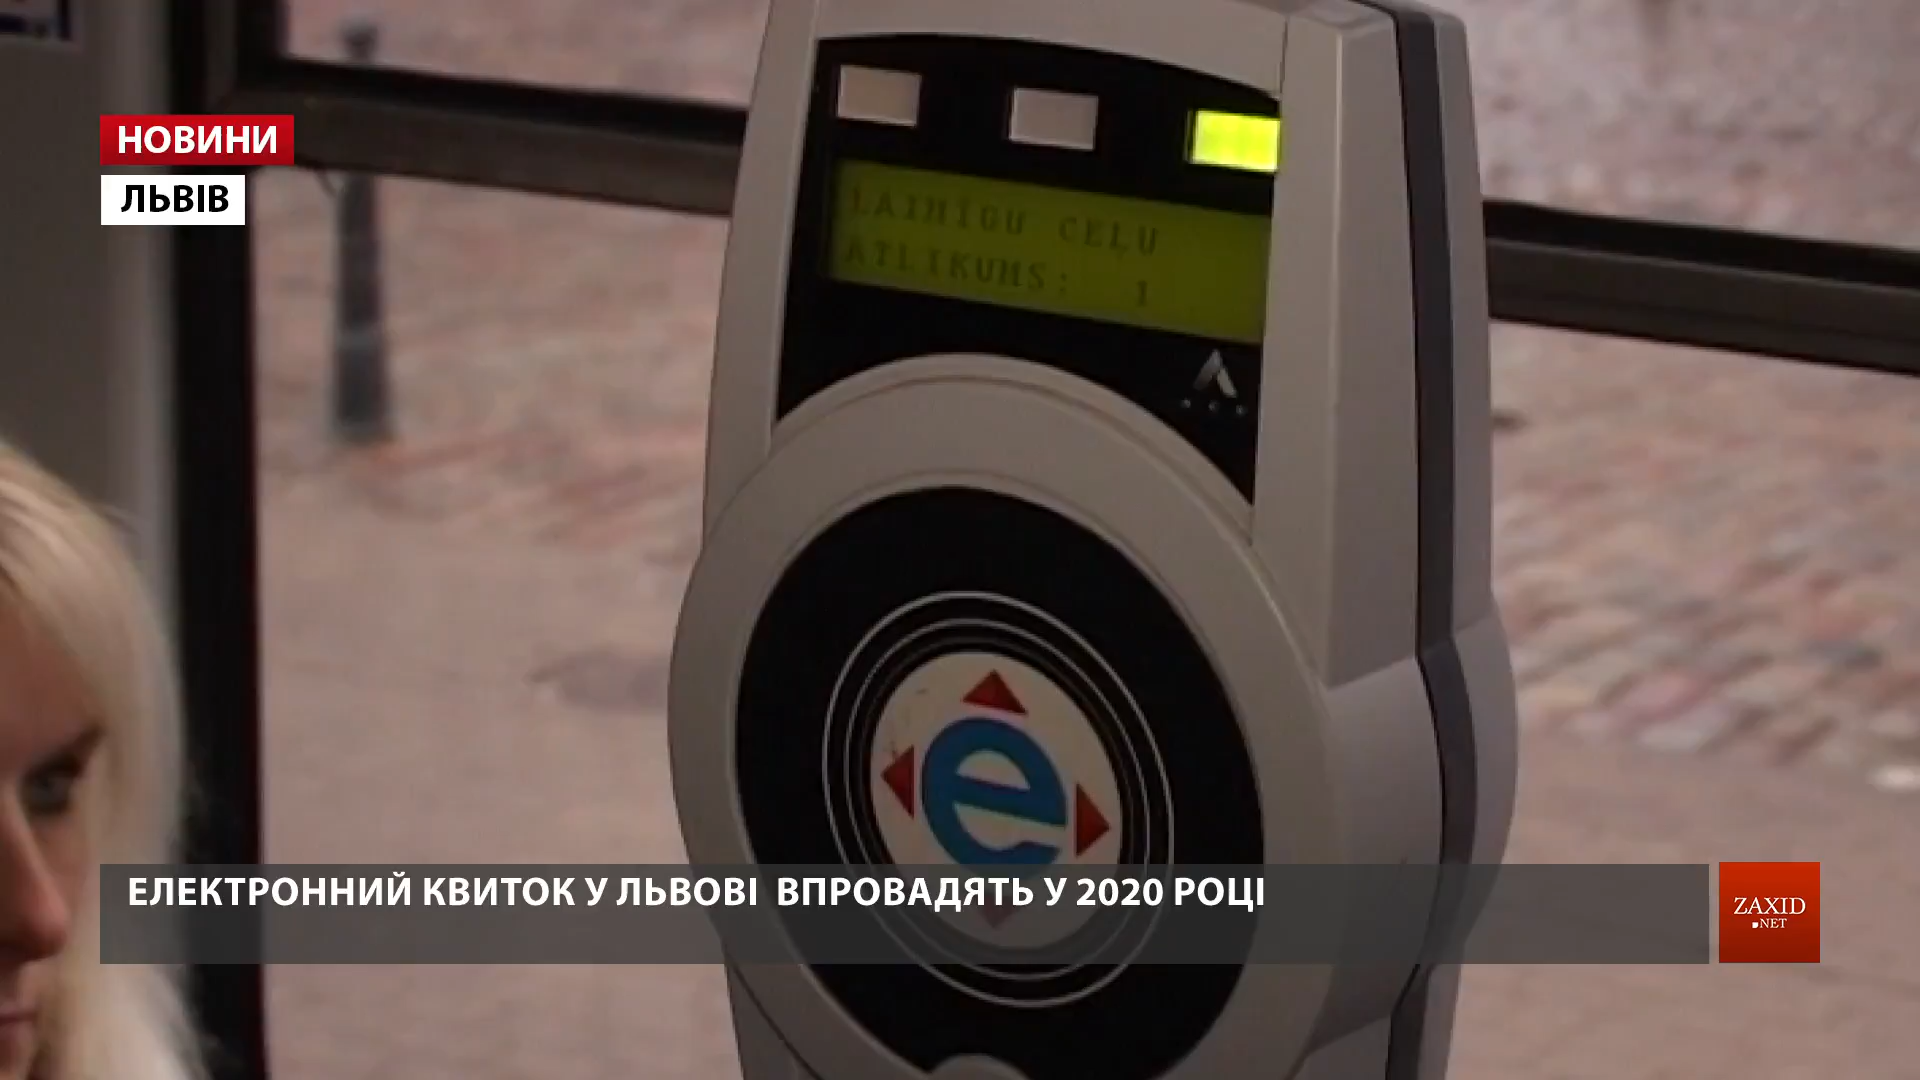 НОВИНИ
ЛЬВІВ
LAIMĪGU CEĻU
ATLIKUMS: 1
e
ЕЛЕКТРОННИЙ КВИТОК У ЛЬВОВІ ВПРОВАДЯТЬ У 2020 РОЦІ
ZAXID
.NET